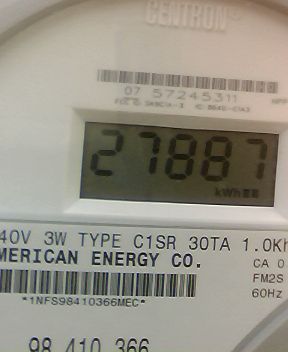 CENTRON®
07 57245311
27887
kWh
40V 3W TYPE C1SR 30TA 1.0Kh
MERICAN ENERGY CO.
CA 0
FM2S
60Hz
*1NFS98410366MEC*
98 410 366